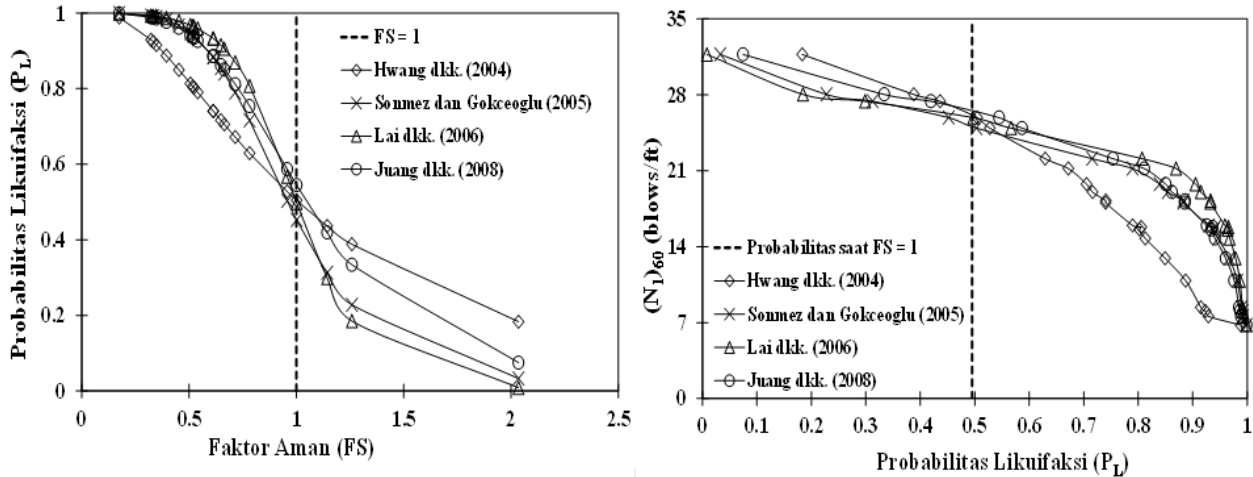 Probabilitas Likuifaksi (P_L)
1
0.8
0.6
0.4
0.2
0
0
0.5
1
1.5
2
2.5
Faktor Aman (FS)
FS = 1
Hwang dkk. (2004)
Sonmez dan Gokceoglu (2005)
Lai dkk. (2006)
Juang dkk. (2008)
(N₁)₆₀ (blows/ft)
35
28
21
14
7
0
0
0.1
0.2
0.3
0.4
0.5
0.6
0.7
0.8
0.9
1
Probabilitas Likuifaksi (P_L)
Probabilitas saat FS = 1
Hwang dkk. (2004)
Sonmez dan Gokceoglu (2005)
Lai dkk. (2006)
Juang dkk. (2008)